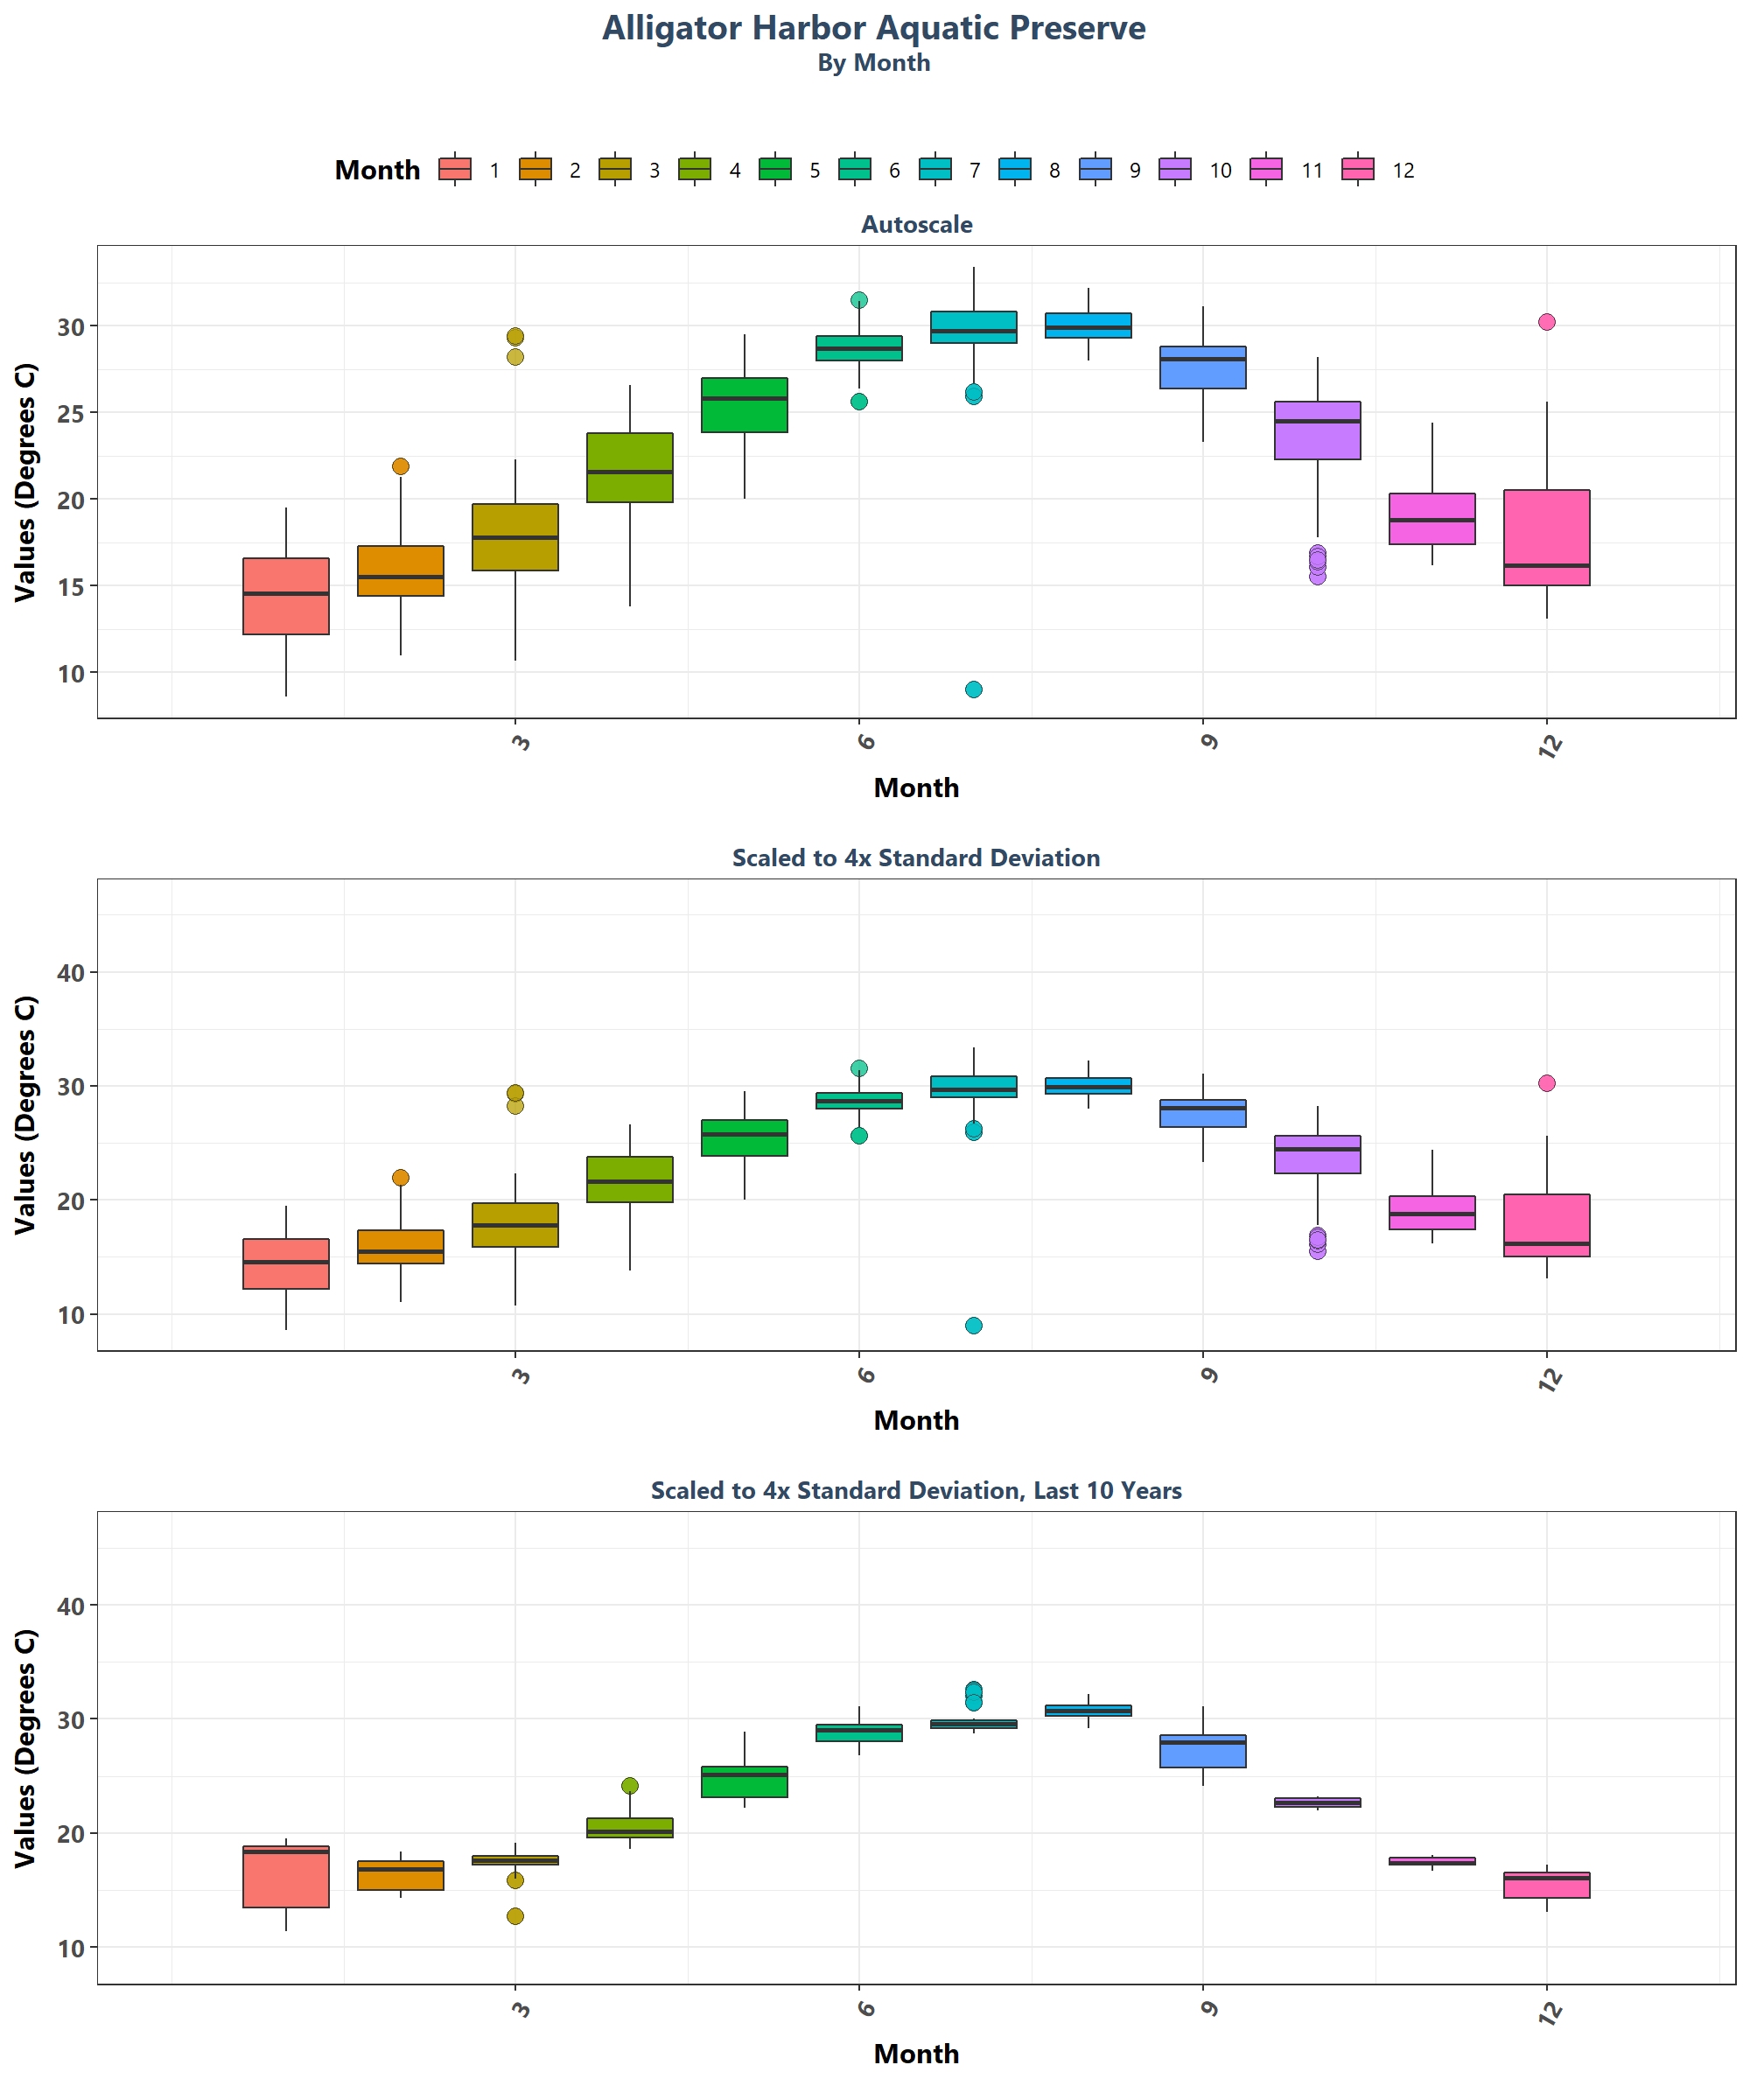 Alligator Harbor Aquatic Preserve
By Month
Month 1 2 3 4 5 6 7 8 9 10 11 12
Autoscale
Values (Degrees C)
30
25
20
15
10
3 6 9 12
Month
Scaled to 4x Standard Deviation
Values (Degrees C)
40
30
20
10
3 6 9 12
Month
Scaled to 4x Standard Deviation, Last 10 Years
Values (Degrees C)
40
30
20
10
3 6 9 12
Month